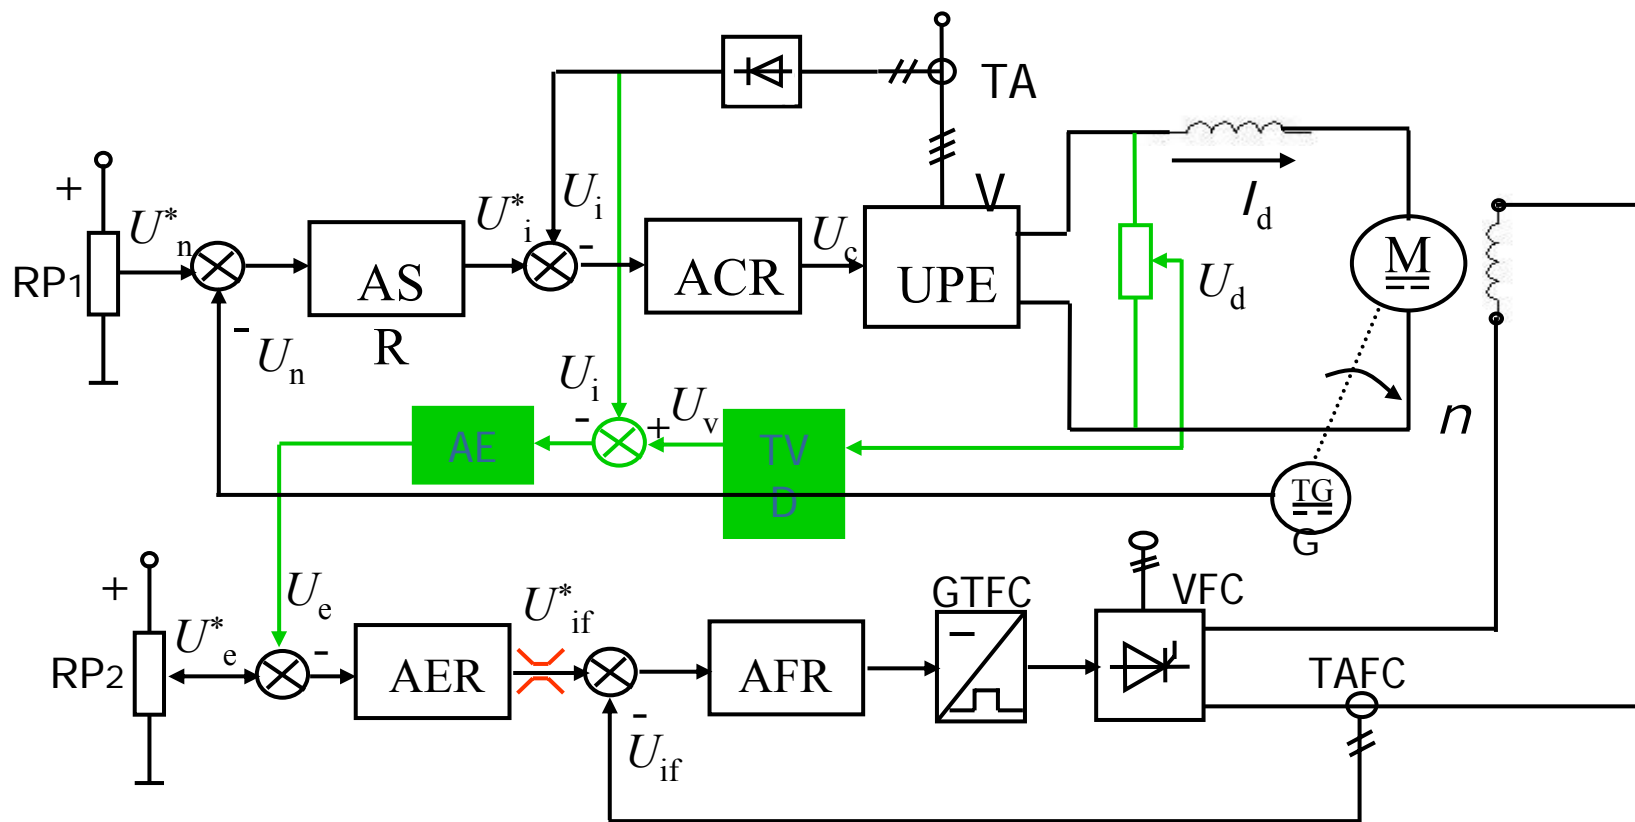 TA
+
U*n
RP1
- Un
AS
R
U*i
Ui
-
ACR
Uc
V
UPE
Id
Ud
M
n
Ui
-
+
Uv
AE
TV
D
TG
G
+
U*e
RP2
Ue
-
AER
U*if
-
Uif
AFR
GTFC
VFC
TAFC